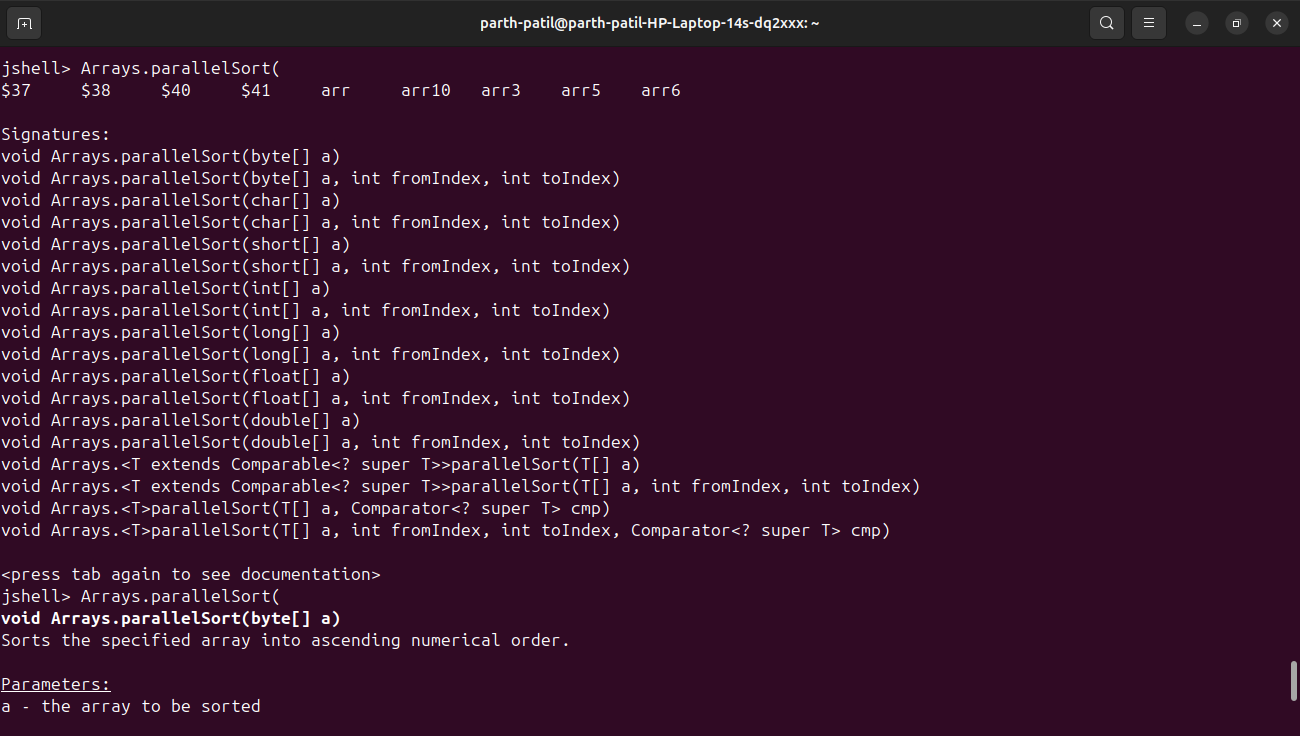 parth-patil@parth-patil-HP-Laptop-14s-dq2xxx: ~
jshell> Arrays.parallelSort(
$37     $38     $40     $41     arr     arr10   arr3    arr5    arr6
Signatures:
void Arrays.parallelSort(byte[] a)
void Arrays.parallelSort(byte[] a, int fromIndex, int toIndex)
void Arrays.parallelSort(char[] a)
void Arrays.parallelSort(char[] a, int fromIndex, int toIndex)
void Arrays.parallelSort(short[] a)
void Arrays.parallelSort(short[] a, int fromIndex, int toIndex)
void Arrays.parallelSort(int[] a)
void Arrays.parallelSort(int[] a, int fromIndex, int toIndex)
void Arrays.parallelSort(long[] a)
void Arrays.parallelSort(long[] a, int fromIndex, int toIndex)
void Arrays.parallelSort(float[] a)
void Arrays.parallelSort(float[] a, int fromIndex, int toIndex)
void Arrays.parallelSort(double[] a)
void Arrays.parallelSort(double[] a, int fromIndex, int toIndex)
void Arrays.<T extends Comparable<? super T>>parallelSort(T[] a)
void Arrays.<T extends Comparable<? super T>>parallelSort(T[] a, int fromIndex, int toIndex)
void Arrays.<T>parallelSort(T[] a, Comparator<? super T> cmp)
void Arrays.<T>parallelSort(T[] a, int fromIndex, int toIndex, Comparator<? super T> cmp)
<press tab again to see documentation>
jshell> Arrays.parallelSort(
void Arrays.parallelSort(byte[] a)
Sorts the specified array into ascending numerical order.
Parameters:
a - the array to be sorted